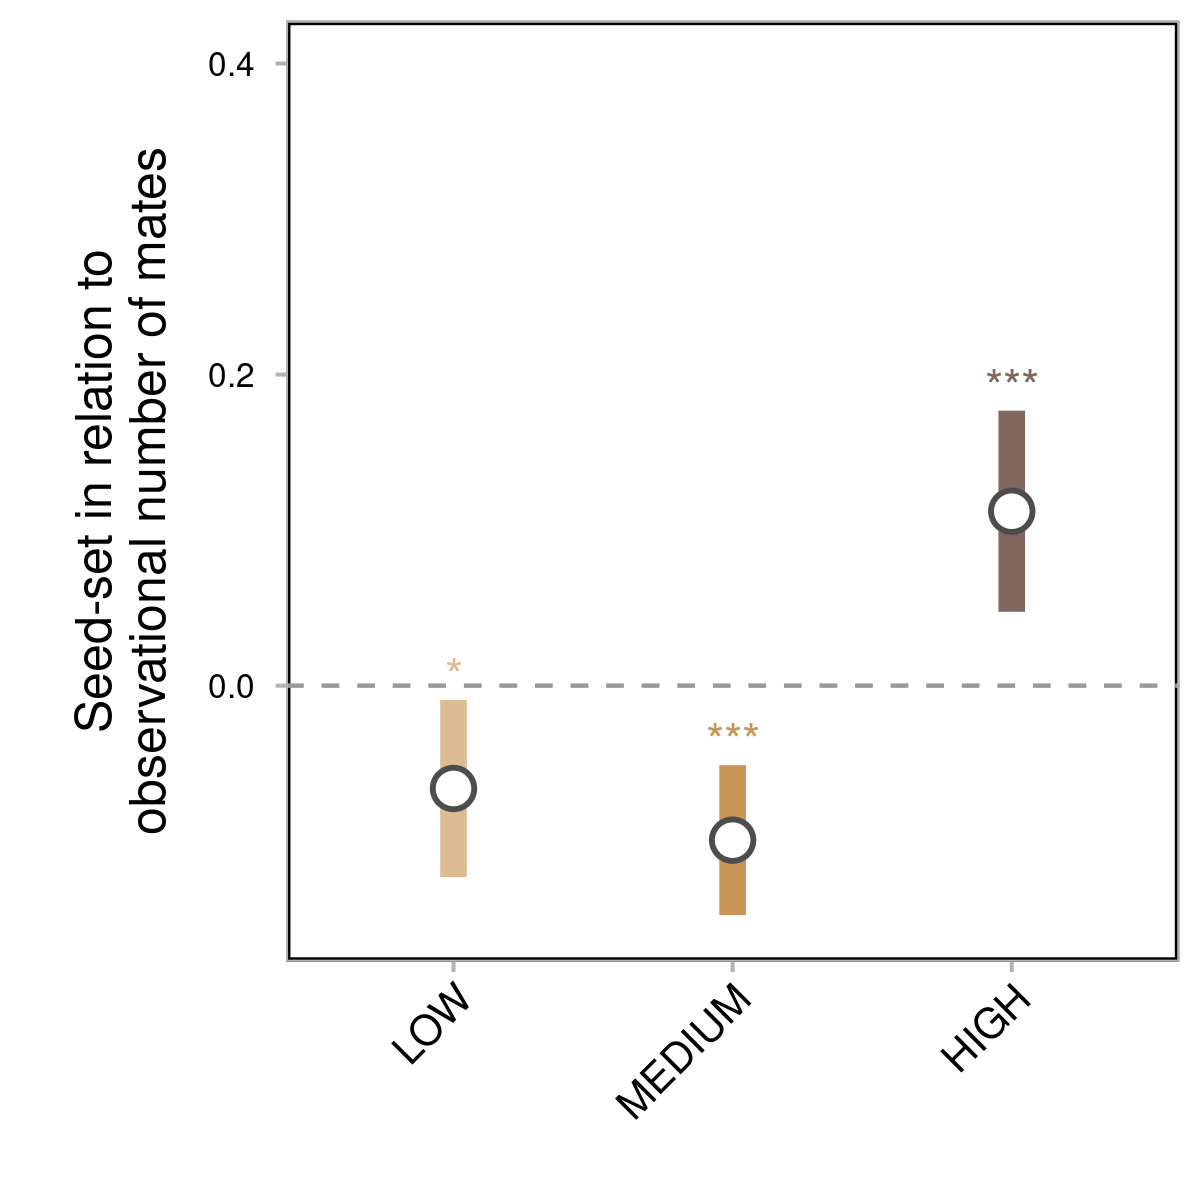 Seed-set in relation to
observational number of mates
0.4
0.2
0.0
***
*
***
LOW
MEDIUM
HIGH